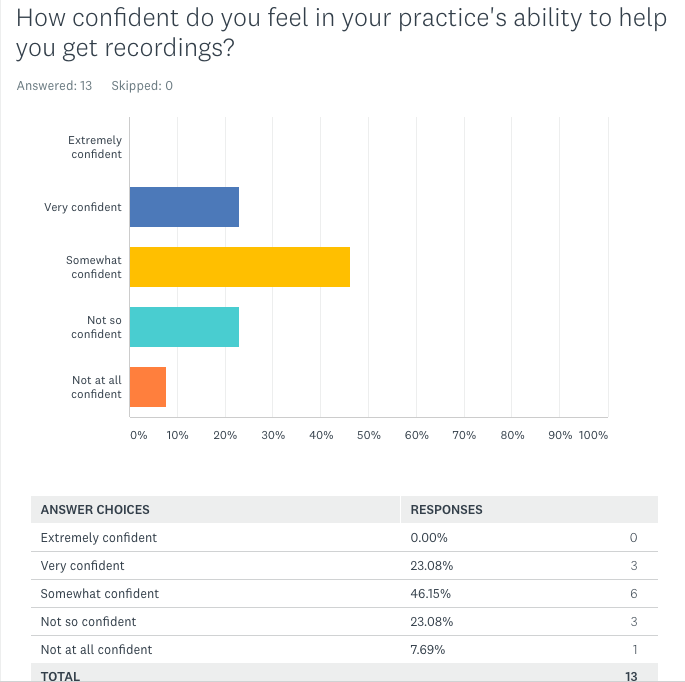 How confident do you feel in your practice's ability to help
you get recordings?
Answered: 13 Skipped: 0
Extremely
confident
Very confident
Somewhat
confident
Not so
confident
Not at all
confident
0% 10% 20% 30% 40% 50% 60% 70% 80% 90% 100%
ANSWER CHOICES RESPONSES
Extremely confident 0.00% 0
Very confident 23.08% 3
Somewhat confident 46.15% 6
Not so confident 23.08% 3
Not at all confident 7.69% 1
TOTAL 13